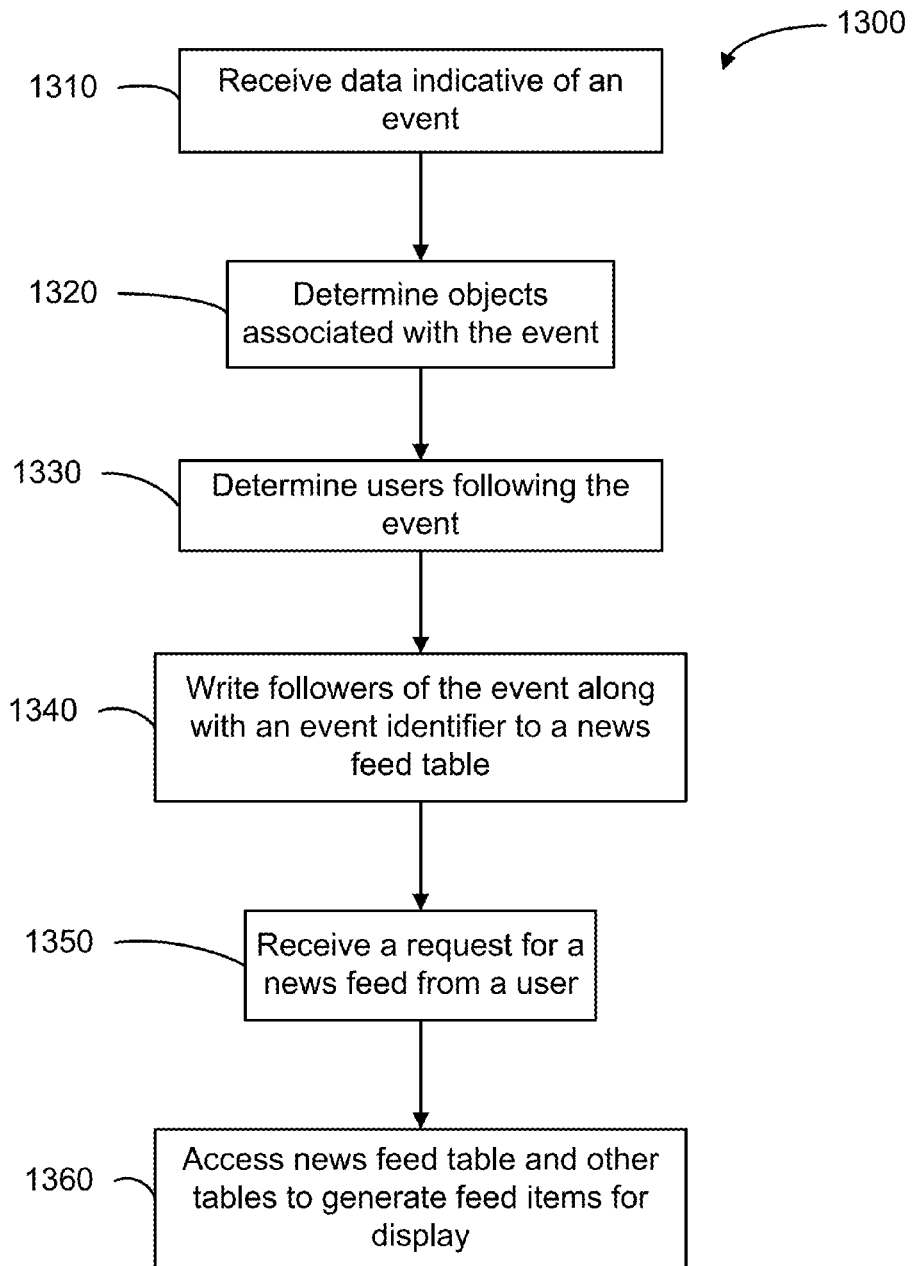 1300
1310
Receive data indicative of an
event
1320
Determine objects
associated with the event
1330
Determine users following the
event
1340
Write followers of the event along
with an event identifier to a news
feed table
1350
Receive a request for a
news feed from a user
1360
Access news feed table and other
tables to generate feed items for
display